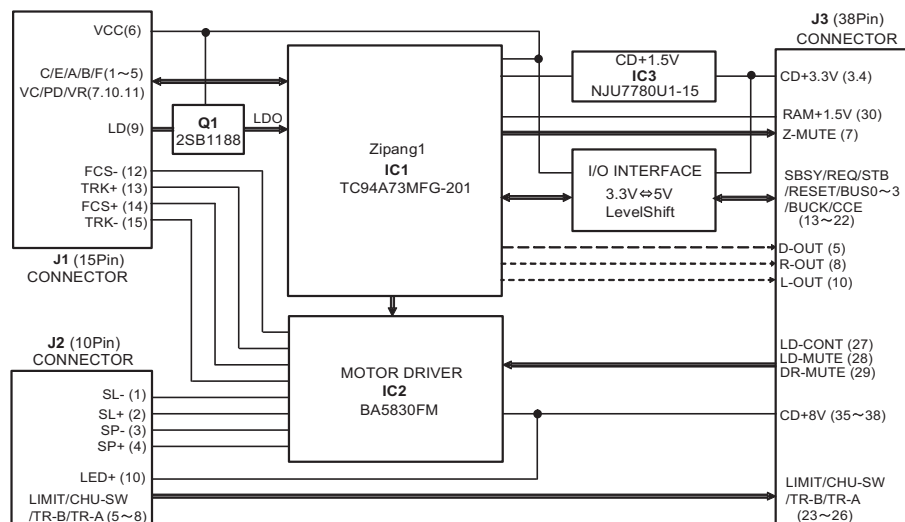 VCC(6)
C/E/A/B/F(1～5)
VC/PD/VR(7.10.11)
LD(9)
Q1
2SB1188
LDO
FCS- (12)
TRK+ (13)
FCS+ (14)
TRK- (15)
J1 (15Pin)
CONNECTOR
Zipang1
IC1
TC94A73MFG-201
CD+1.5V
IC3
NJU7780U1-15
I/O INTERFACE
3.3V⇔5V
LevelShift
J3 (38Pin)
CONNECTOR
CD+3.3V (3.4)
RAM+1.5V (30)
Z-MUTE (7)
SBSY/REQ/STB
/RESET/BUS0～3
/BUCK/CCE
(13～22)
D-OUT (5)
R-OUT (8)
L-OUT (10)
LD-CONT (27)
LD-MUTE (28)
DR-MUTE (29)
CD+8V (35～38)
LIMIT/CHU-SW
/TR-B/TR-A
(23～26)
J2 (10Pin)
CONNECTOR
SL- (1)
SL+ (2)
SP- (3)
SP+ (4)
LED+ (10)
LIMIT/CHU-SW
/TR-B/TR-A (5～8)
MOTOR DRIVER
IC2
BA5830FM